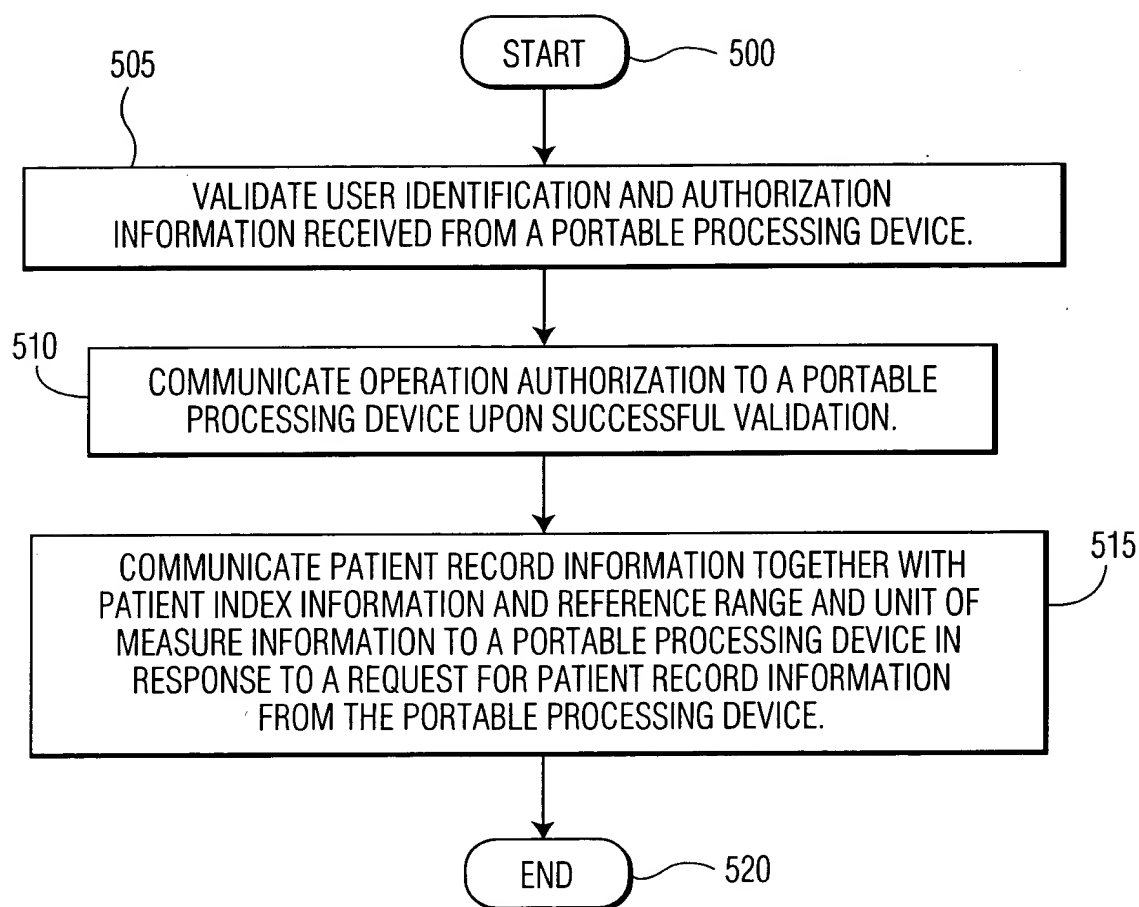 START
500
505
VALIDATE USER IDENTIFICATION AND AUTHORIZATION
INFORMATION RECEIVED FROM A PORTABLE PROCESSING DEVICE.
510
COMMUNICATE OPERATION AUTHORIZATION TO A PORTABLE
PROCESSING DEVICE UPON SUCCESSFUL VALIDATION.
515
COMMUNICATE PATIENT RECORD INFORMATION TOGETHER WITH
PATIENT INDEX INFORMATION AND REFERENCE RANGE AND UNIT OF
MEASURE INFORMATION TO A PORTABLE PROCESSING DEVICE IN
RESPONSE TO A REQUEST FOR PATIENT RECORD INFORMATION
FROM THE PORTABLE PROCESSING DEVICE.
END
520